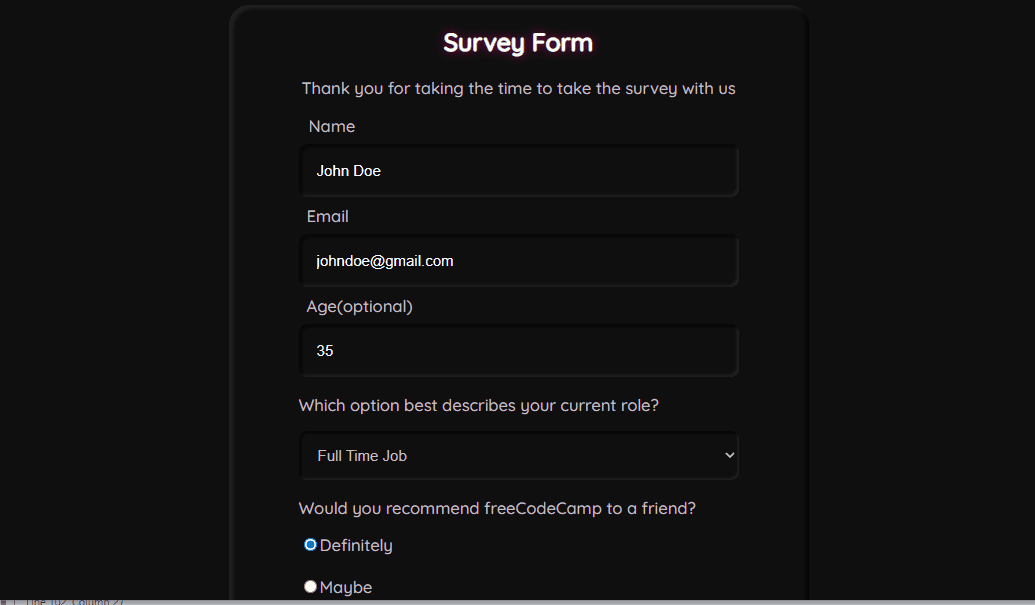 Survey Form
Thank you for taking the time to take the survey with us
Name
John Doe
Email
johndoe@gmail.com
Age(optional)
35
Which option best describes your current role?
Full Time Job
Would you recommend freeCodeCamp to a friend?
Definitely
Maybe